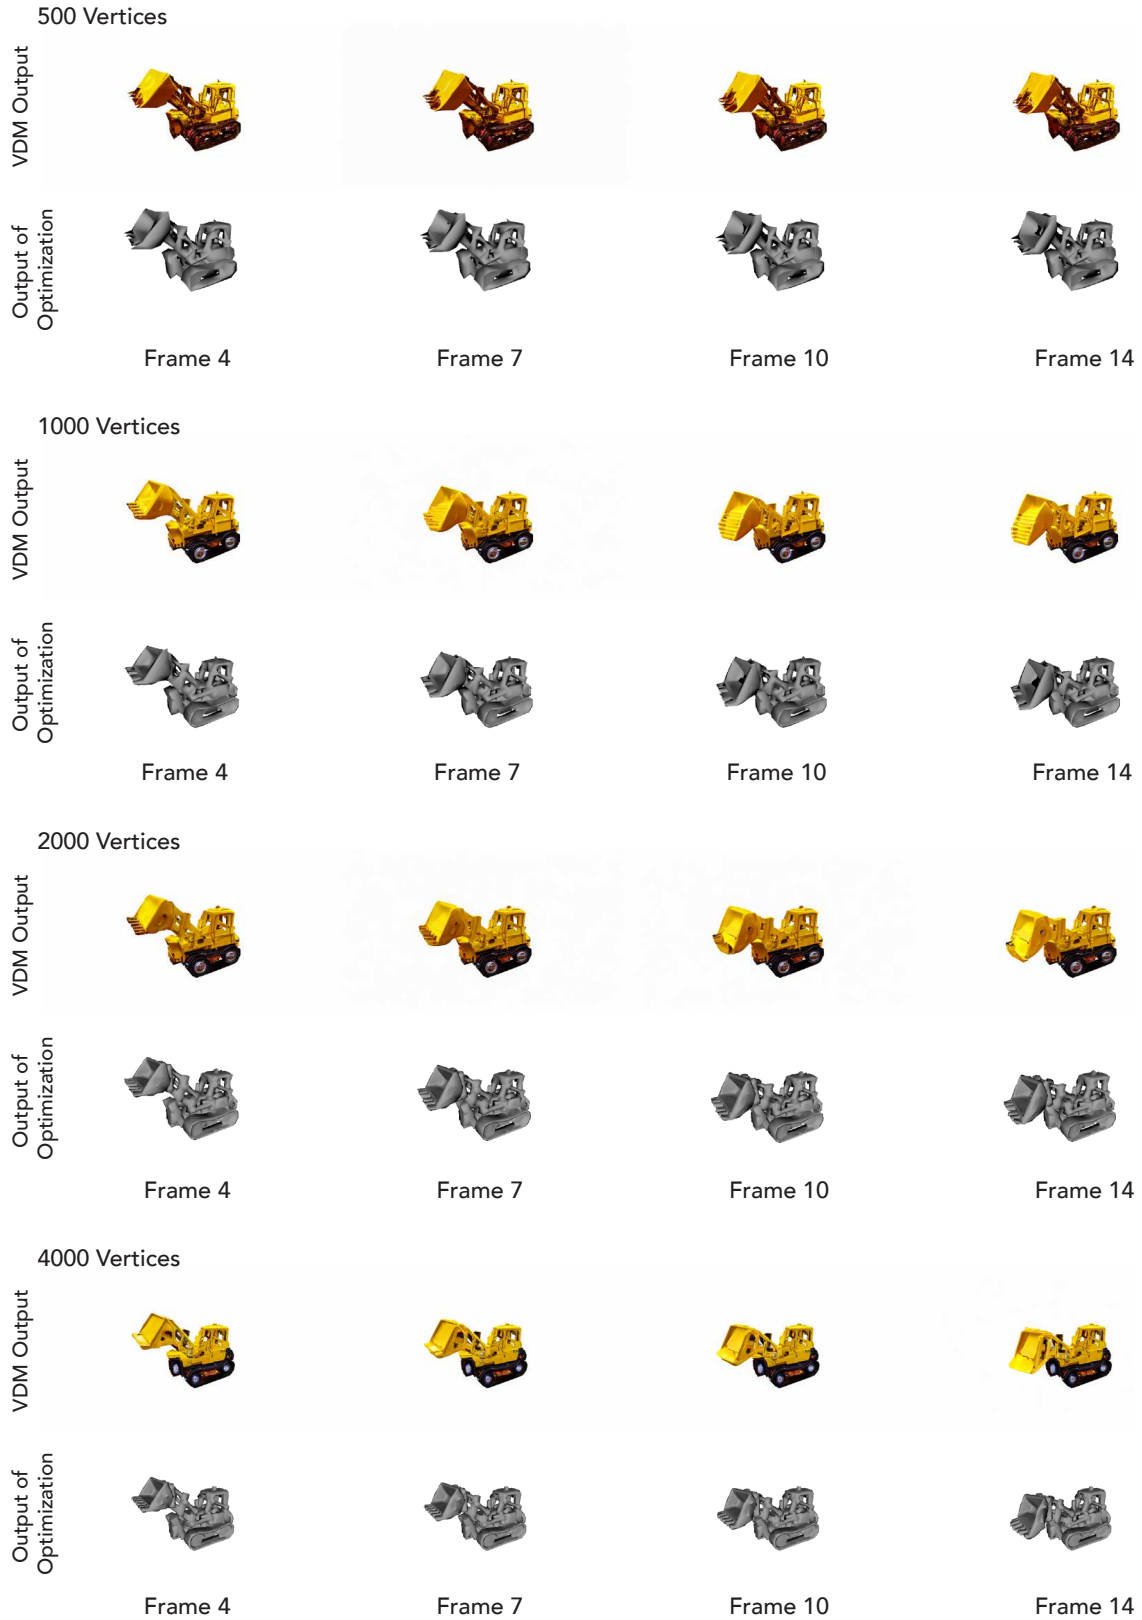 500 Vertices
VDM Output
Output of
Optimization
Frame 4 Frame 7 Frame 10 Frame 14
1000 Vertices
VDM Output
Output of
Optimization
Frame 4 Frame 7 Frame 10 Frame 14
2000 Vertices
VDM Output
Output of
Optimization
Frame 4 Frame 7 Frame 10 Frame 14
4000 Vertices
VDM Output
Output of
Optimization
Frame 4 Frame 7 Frame 10 Frame 14